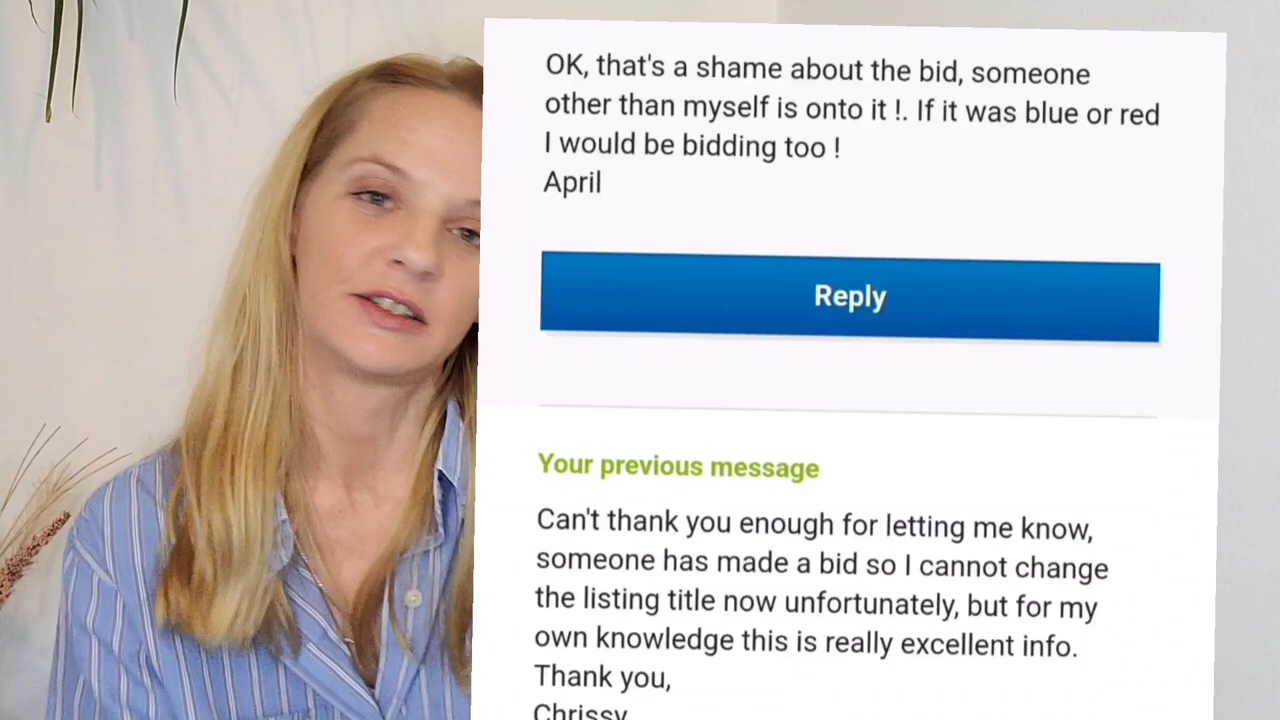 OK, that's a shame about the bid, someone
other than myself is onto it !. If it was blue or red
I would be bidding too !
April
Reply
Your previous message
Can't thank you enough for letting me know,
someone has made a bid so I cannot change
the listing title now unfortunately, but for my
own knowledge this is really excellent info.
Thank you,
Chrissy